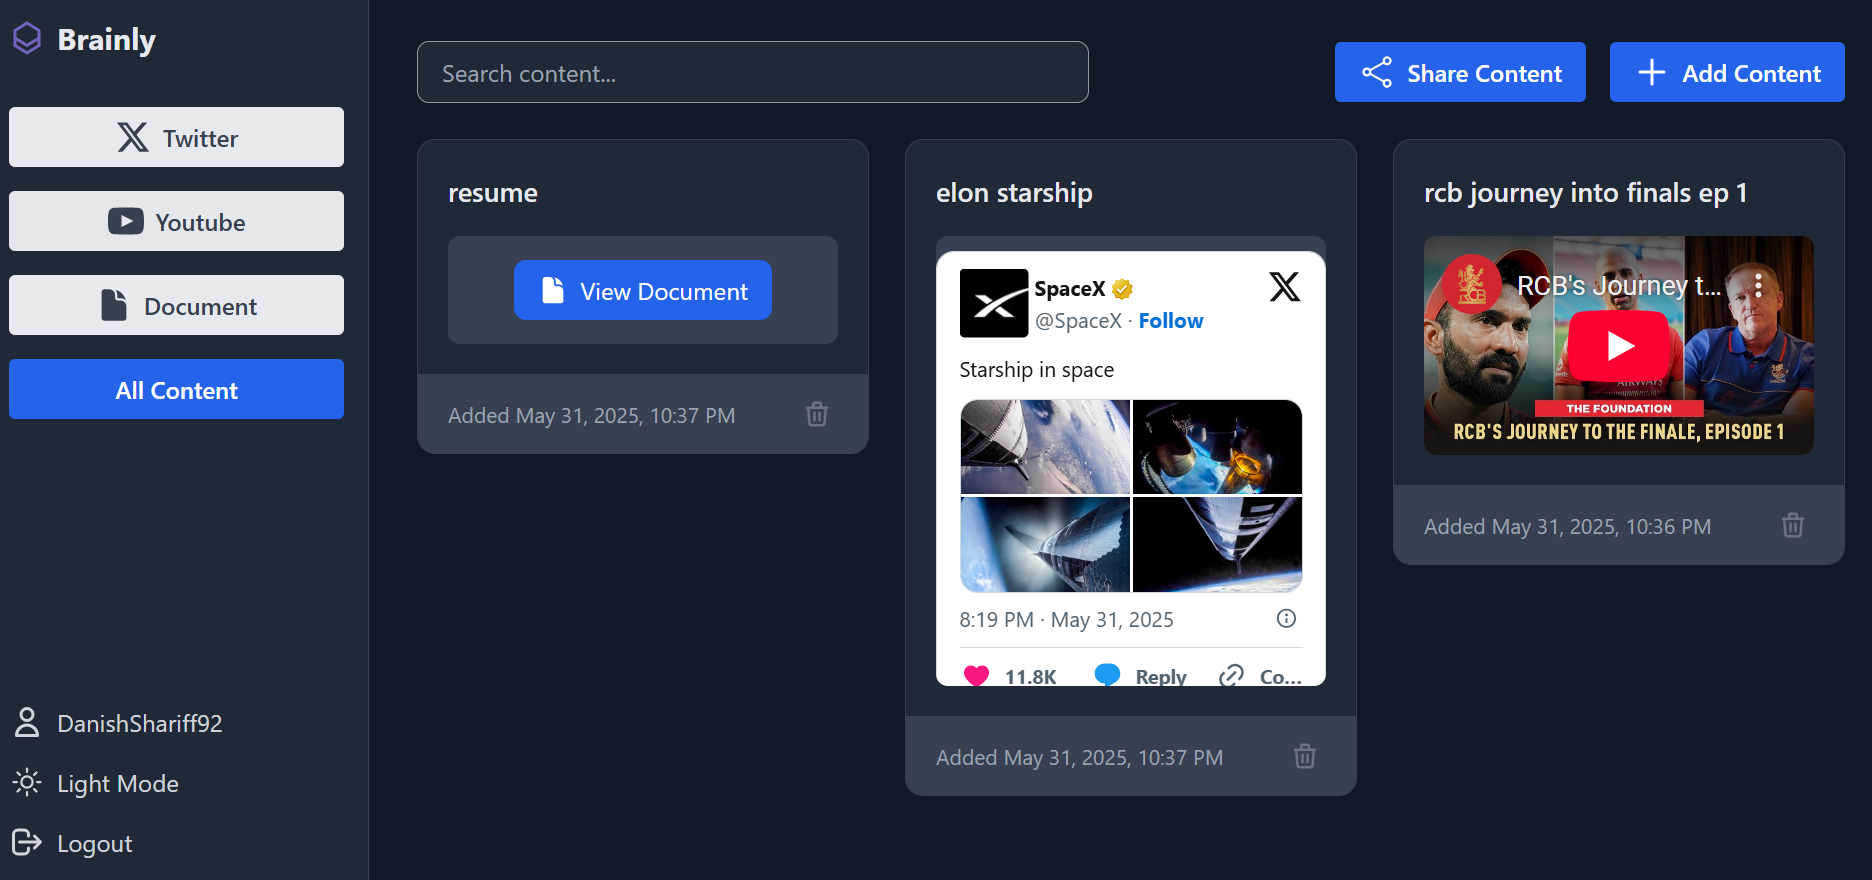 Brainly
Twitter
Youtube
Document
All Content
DanishShariff92
Light Mode
Logout
Search content...
Share Content
Add Content
resume
View Document
Added May 31, 2025, 10:37 PM
elon starship
SpaceX
@SpaceX · Follow
Starship in space
8:19 PM · May 31, 2025
11.8K Reply Co...
Added May 31, 2025, 10:37 PM
rcb journey into finals ep 1
RCB
RCB's Journey t...
THE FOUNDATION
RCB'S JOURNEY TO THE FINALE, EPISODE 1
Added May 31, 2025, 10:36 PM